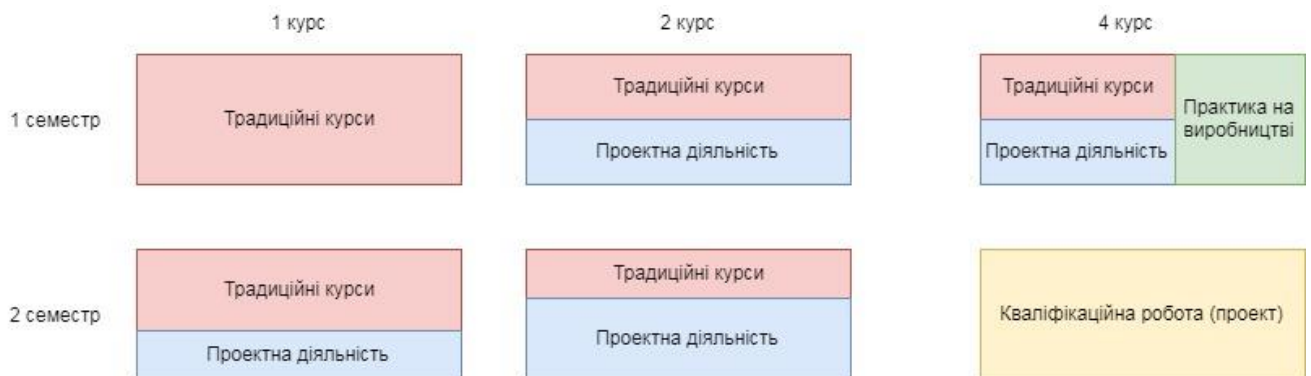 1 курс
2 курс
4 курс
1 семестр
Традиційні курси
Традиційні курси
Проектна діяльність
Традиційні курси
Проектна діяльність
Практика на
виробництві
2 семестр
Традиційні курси
Проектна діяльність
Традиційні курси
Проектна діяльність
Кваліфікаційна робота (проект)